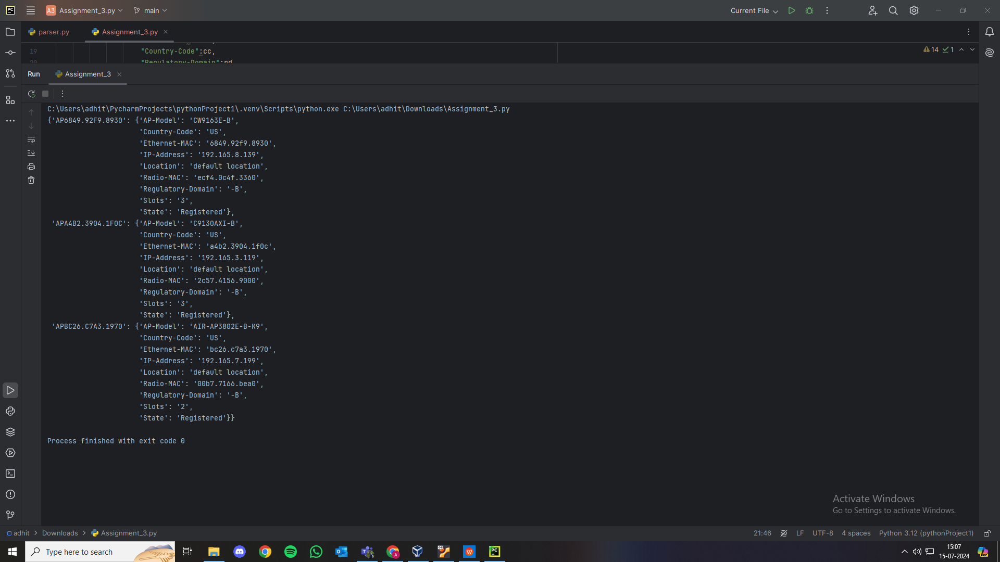 PC
A3 Assignment_3.py
main
Current File
parser.py
Assignment_3.py
19 "Country-Code":cc,
20 "Regulatory-Domain":rd
14 1
Run
Assignment_3
C:\Users\adhit\PycharmProjects\pythonProject1\.venv\Scripts\python.exe C:\Users\adhit\Downloads\Assignment_3.py
{'AP6849.92F9.8930': {'AP-Model': 'CW9163E-B',
'Country-Code': 'US',
'Ethernet-MAC': '6849.92f9.8930',
'IP-Address': '192.165.8.139',
'Location': 'default location',
'Radio-MAC': 'ecf4.0c4f.3360',
'Regulatory-Domain': '-B',
'Slots': '3',
'State': 'Registered'},
'APA4B2.3904.1F0C': {'AP-Model': 'C9130AXI-B',
'Country-Code': 'US',
'Ethernet-MAC': 'a4b2.3904.1f0c',
'IP-Address': '192.165.3.119',
'Location': 'default location',
'Radio-MAC': '2c57.4156.9000',
'Regulatory-Domain': '-B',
'Slots': '3',
'State': 'Registered'},
'APBC26.C7A3.1970': {'AP-Model': 'AIR-AP3802E-B-K9',
'Country-Code': 'US',
'Ethernet-MAC': 'bc26.c7a3.1970',
'IP-Address': '192.165.7.199',
'Location': 'default location',
'Radio-MAC': '00b7.7166.bea0',
'Regulatory-Domain': '-B',
'Slots': '2',
'State': 'Registered'}}
Process finished with exit code 0
Activate Windows
Go to Settings to activate Windows.
adhit > Downloads > Assignment_3.py
21:46 LF UTF-8 4 spaces Python 3.12 (pythonProject1)
Type here to search
PC
15:07
15-07-2024